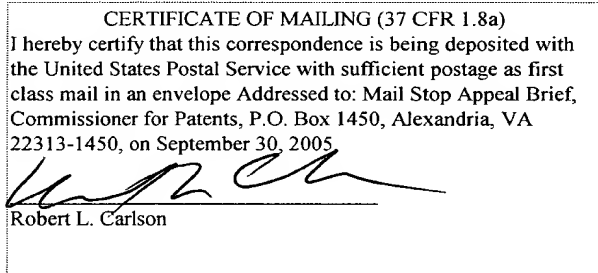 CERTIFICATE OF MAILING (37 CFR 1.8a)
I hereby certify that this correspondence is being deposited with
the United States Postal Service with sufficient postage as first
class mail in an envelope Addressed to: Mail Stop Appeal Brief,
Commissioner for Patents, P.O. Box 1450, Alexandria, VA
22313-1450, on September 30, 2005
Robert L. Carlson